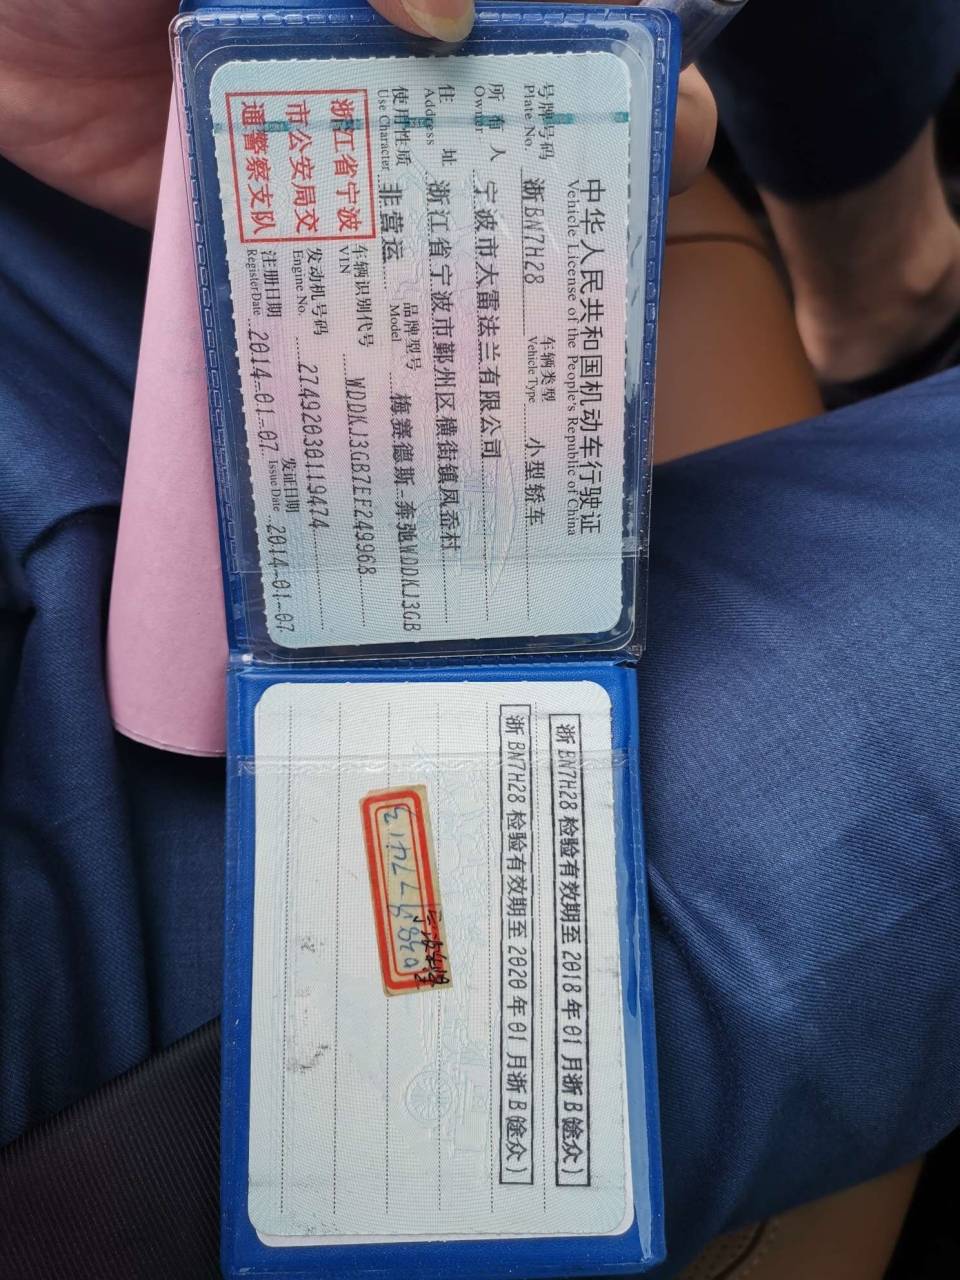 中华人民共和国机动车行驶证
Vehicle License of the People's Republic of China
号牌号码 浙BN7H28 车辆类型 小型轿车
Plate No. Vehicle Type
所有人 宁波市大雷法兰有限公司
Owner
住址 浙江省宁波市鄞州区横街镇凤岙村
Address
使用性质 非营运 品牌型号 梅赛德斯-奔驰WDDKJ3GB
Use Character Model
浙江省宁波市公安局交通警察支队
车辆识别代号 WDDKJ3GB7EF249968
VIN
发动机号码 27492030119474
Engine No.
注册日期 2014-01-07 发证日期 2014-01-07
Register Date Issue Date
浙BN7H28检验有效期至2018年01月浙B(徐众)
浙BN7H28检验有效期至2020年01月浙B(徐众)